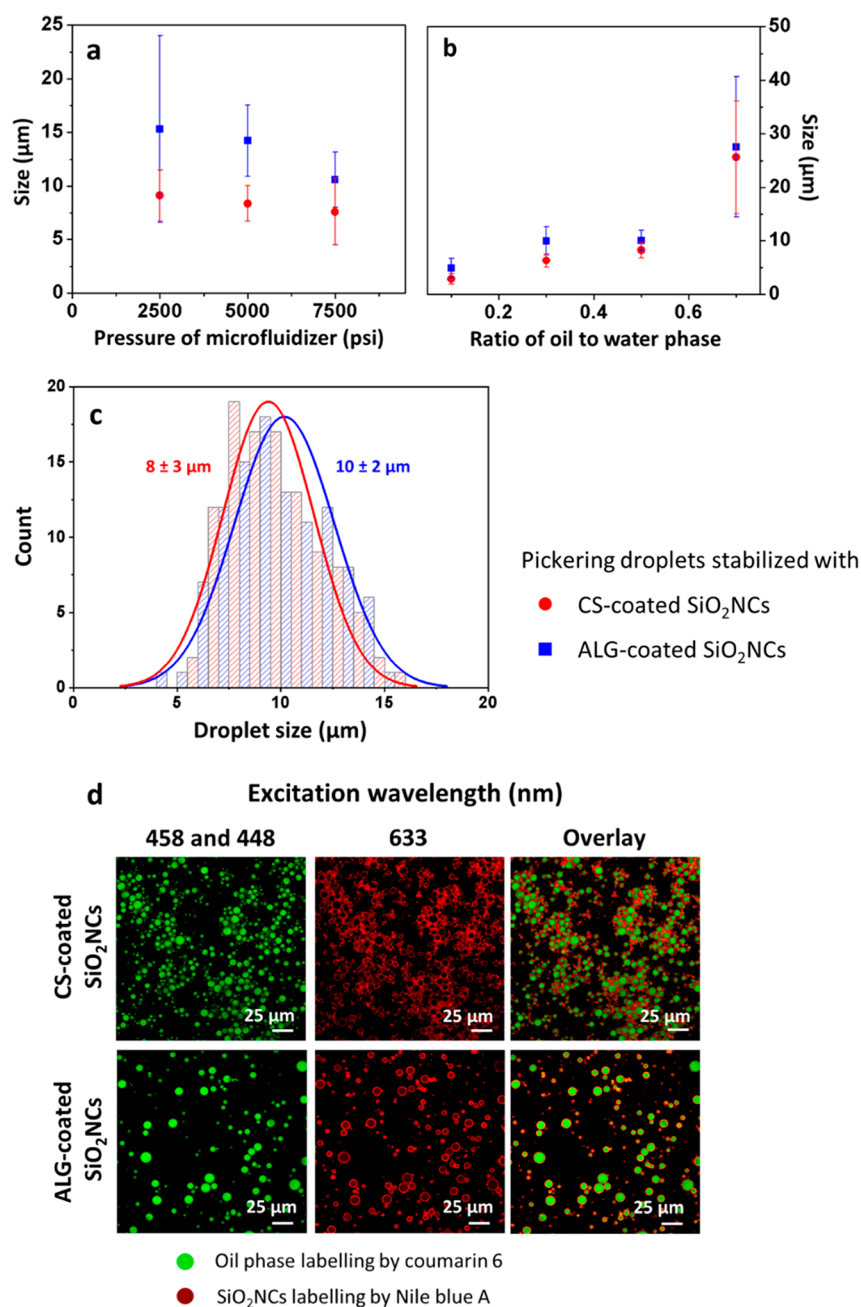 a
25
20
15
10
5
0
Size (μm)
2500 5000 7500
Pressure of microfluidizer (psi)
b
50
40
30
20
10
0
Size (μm)
0.2 0.4 0.6
Ratio of oil to water phase
c
20
15
10
5
0
Count
8 ± 3 μm
10 ± 2 μm
0 5 10 15 20
Droplet size (μm)
Pickering droplets stabilized with
CS-coated SiO₂NCs
ALG-coated SiO₂NCs
d
Excitation wavelength (nm)
458 and 448 633 Overlay
CS-coated
SiO₂NCs
25 μm 25 μm 25 μm
ALG-coated
SiO₂NCs
25 μm 25 μm 25 μm
Oil phase labelling by coumarin 6
SiO₂NCs labelling by Nile blue A